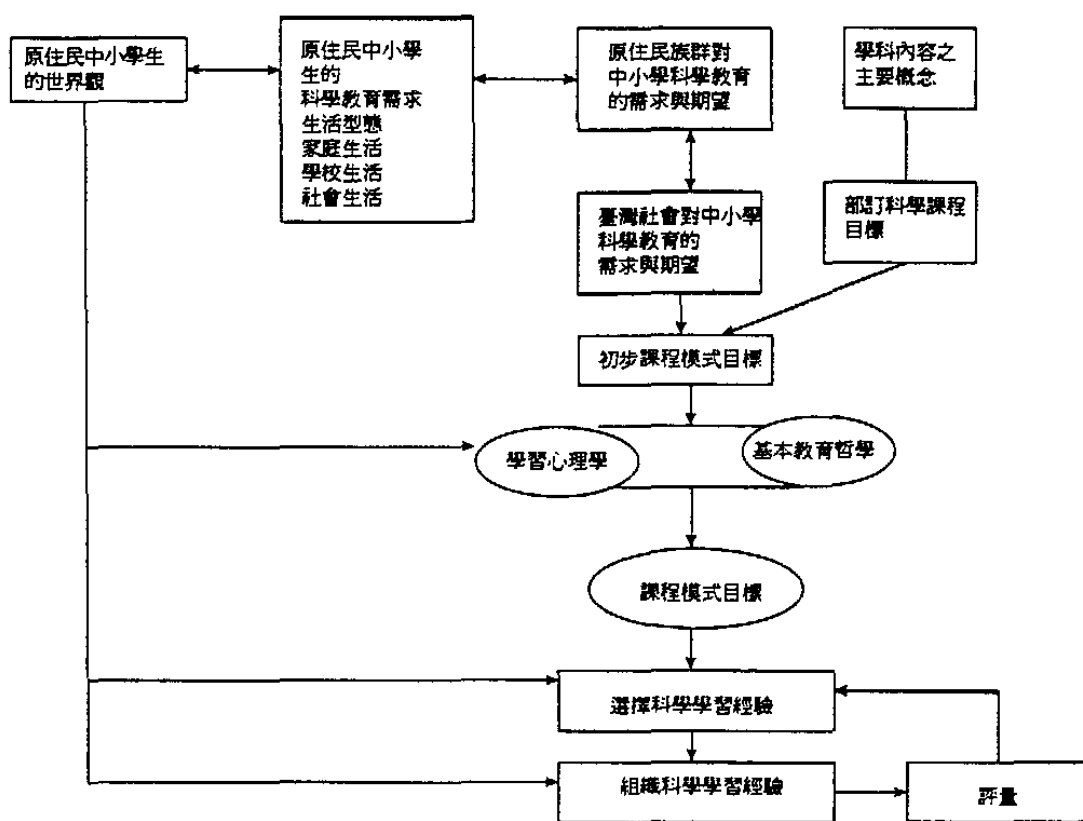 原住民中小學生
的世界觀
原住民中小學
生的
科學教育需求
生活型態
家庭生活
學校生活
社會生活
原住民族群對
中小學科學教育
的需求與期望
學科內容之
主要概念
臺灣社會對中小學
科學教育的
需求與期望
部訂科學課程
目標
初步課程模式目標
學習心理學
基本教育哲學
課程模式目標
選擇科學學習經驗
組織科學學習經驗
評量